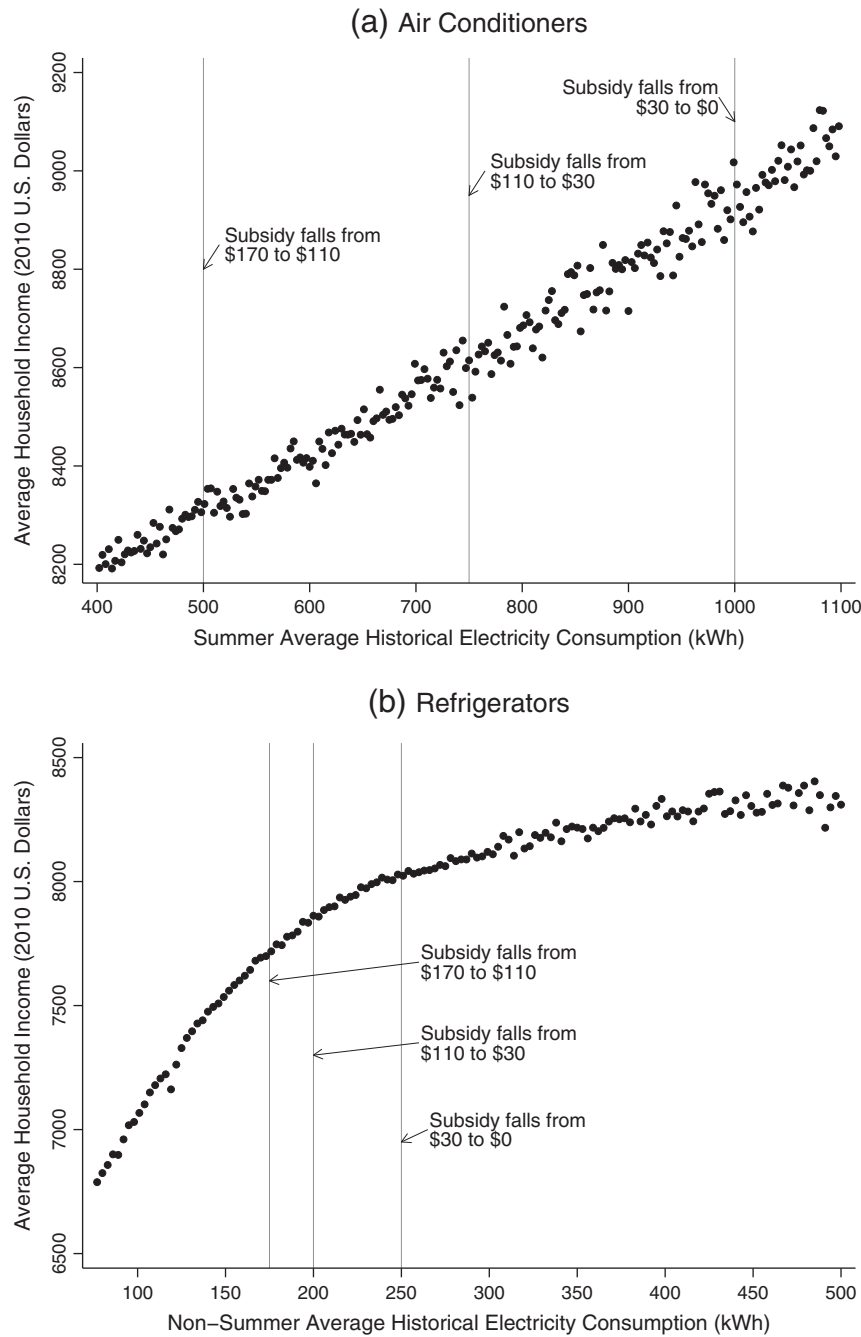 (a) Air Conditioners
Average Household Income (2010 U.S. Dollars)
9200
9000
8800
8600
8400
8200
Subsidy falls from
$170 to $110
Subsidy falls from
$110 to $30
Subsidy falls from
$30 to $0
400 500 600 700 800 900 1000 1100
Summer Average Historical Electricity Consumption (kWh)
(b) Refrigerators
Average Household Income (2010 U.S. Dollars)
8500
8000
7500
7000
6500
Subsidy falls from
$170 to $110
Subsidy falls from
$110 to $30
Subsidy falls from
$30 to $0
100 150 200 250 300 350 400 450 500
Non−Summer Average Historical Electricity Consumption (kWh)